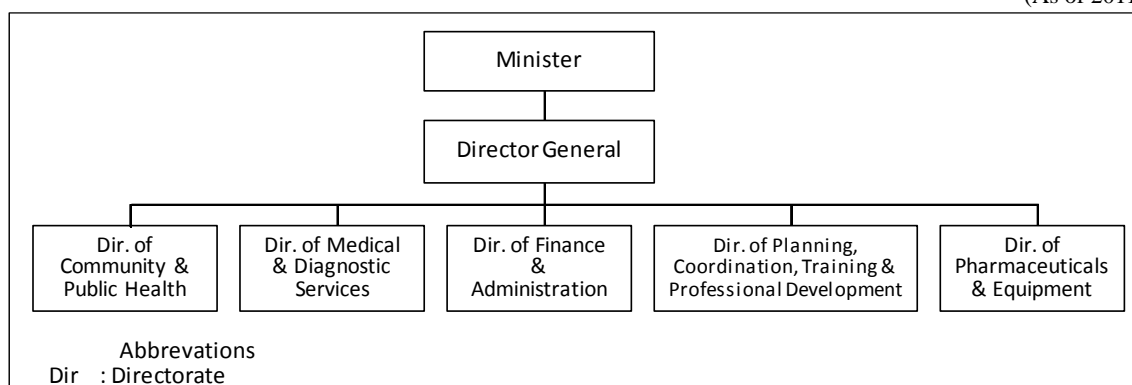 Minister
Director General
Dir. of
Community &
Public Health
Dir. of Medical
& Diagnostic
Services
Dir. of Finance
&
Administration
Dir. of Planning,
Coordination, Training &
Professional Development
Dir. of
Pharmaceuticals
& Equipment
Abbrevations
Dir : Directorate